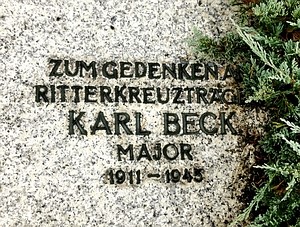 ZUM GEDENKEN A
RITTERKREUZTRÄG
KARL BECK
MAJOR
1911-1945